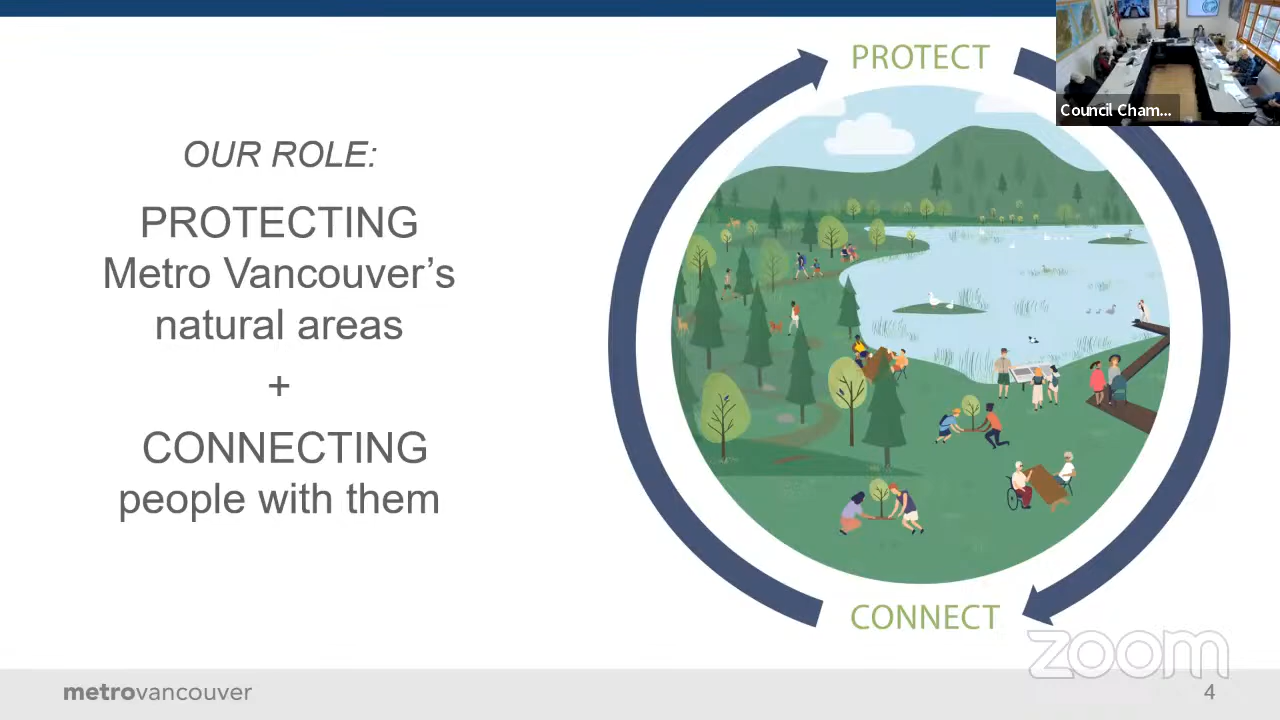 PROTECT
Council Cham...
OUR ROLE:
PROTECTING
Metro Vancouver's
natural areas
+
CONNECTING
people with them
CONNECT
zoom
metrovancouver
4